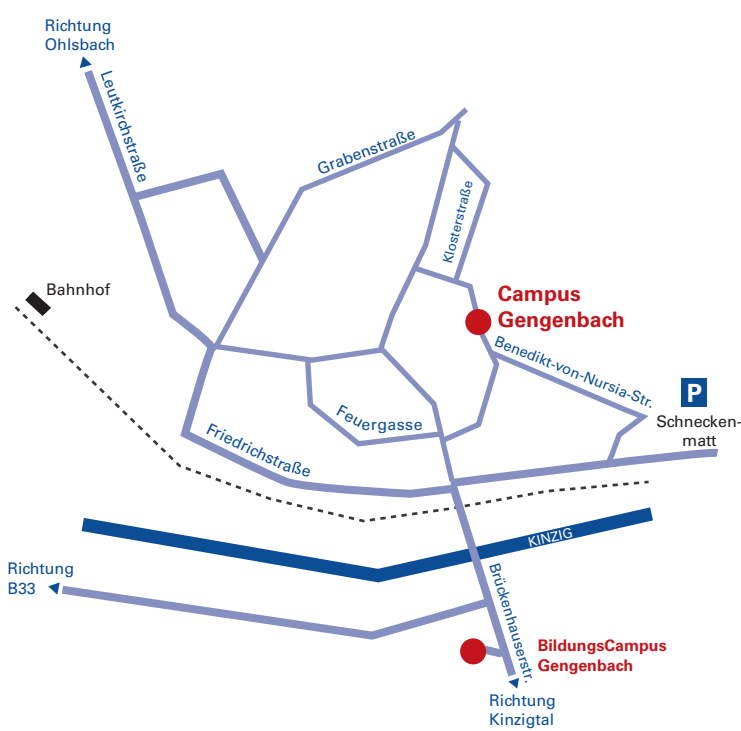 Richtung
Ohlsbach
Leutkirchstraße
Grabenstraße
Klosterstraße
Bahnhof
Campus
Gengenbach
Benedikt-von-Nursia-Str.
P
Schnecken-
matt
Feuergasse
Friedrichstraße
KINZIG
Richtung
B33
Brückenhauserstr.
BildungsCampus
Gengenbach
Richtung
Kinzigtal